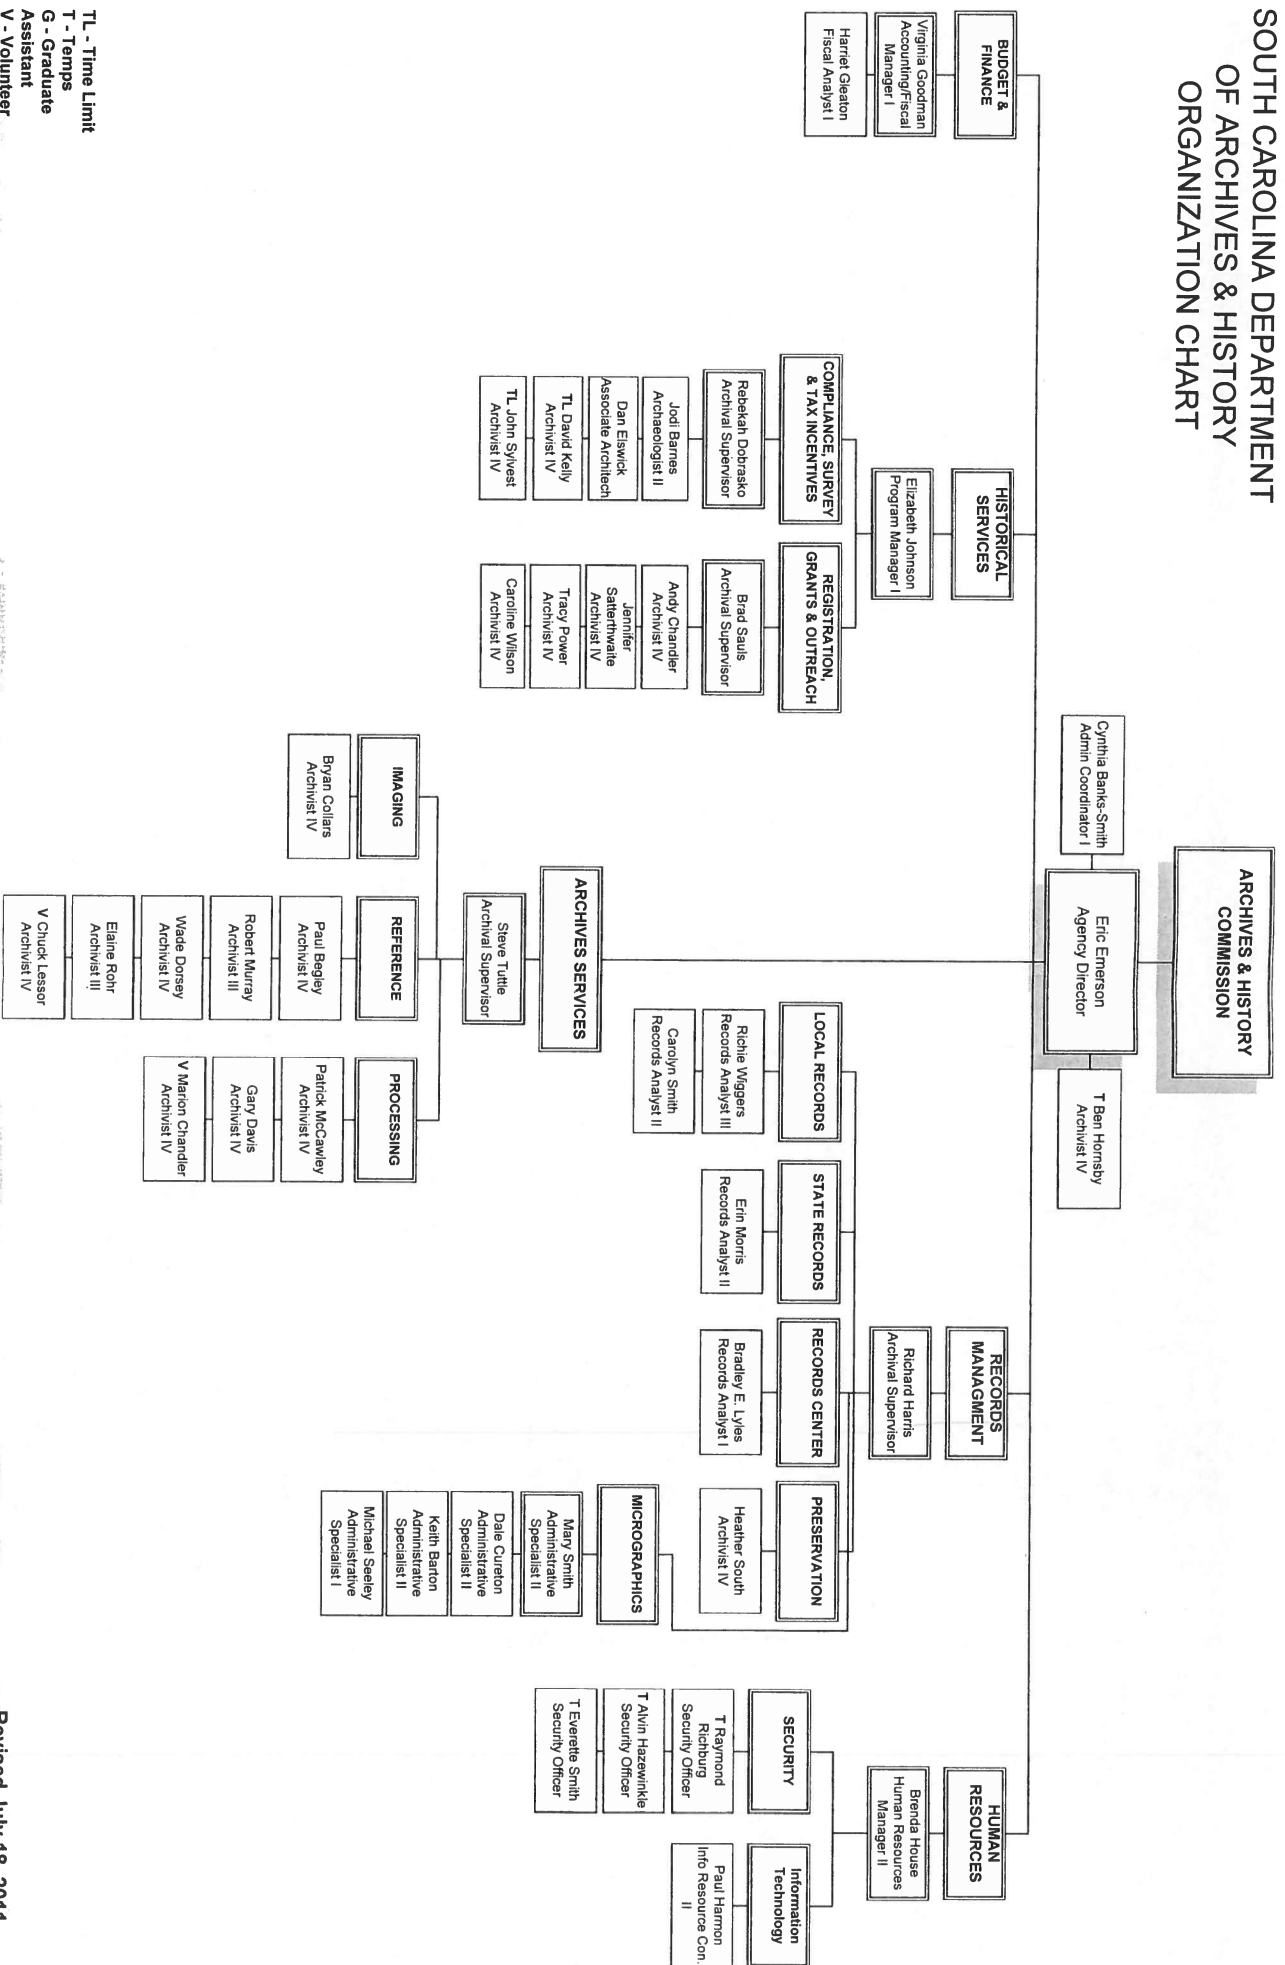 SOUTH CAROLINA DEPARTMENT
OF ARCHIVES & HISTORY
ORGANIZATION CHART
ARCHIVES & HISTORY
COMMISSION
Cynthia Banks-Smith
Admin Coordinator I
Eric Emerson
Agency Director
T Ben Hornsby
Archivist IV
BUDGET &
FINANCE
Virginia Goodman
Accounting/Fiscal
Manager I
Harriet Gleaton
Fiscal Analyst I
HISTORICAL
SERVICES
Elizabeth Johnson
Program Manager I
COMPLIANCE, SURVEY
& TAX INCENTIVES
Rebekah Dobrasko
Archival Supervisor
Jodi Barnes
Archaeologist II
Dan Elswick
Associate Architech
TL David Kelly
Archivist IV
TL John Sylvest
Archivist IV
REGISTRATION,
GRANTS & OUTREACH
Brad Sauls
Archival Supervisor
Andy Chandler
Archivist IV
Jennifer
Satterthwaite
Archivist IV
Tracy Power
Archivist IV
Caroline Wilson
Archivist IV
ARCHIVES SERVICES
Steve Tuttle
Archival Supervisor
IMAGING
Bryan Collars
Archivist IV
REFERENCE
Paul Begley
Archivist IV
Robert Murray
Archivist III
Wade Dorsey
Archivist IV
Elaine Rohr
Archivist III
V Chuck Lessor
Archivist IV
PROCESSING
Patrick McCawley
Archivist IV
Gary Davis
Archivist IV
V Marion Chandler
Archivist IV
RECORDS
MANAGMENT
Richard Harris
Archival Supervisor
LOCAL RECORDS
Richie Wiggers
Records Analyst III
Carolyn Smith
Records Analyst II
STATE RECORDS
Erin Morris
Records Analyst II
RECORDS CENTER
Bradley E. Lyles
Records Analyst I
PRESERVATION
Heather South
Archivist IV
MICROGRAPHICS
Mary Smith
Administrative
Specialist II
Dale Cureton
Administrative
Specialist II
Keith Barton
Administrative
Specialist II
Michael Seeley
Administrative
Specialist I
HUMAN
RESOURCES
Brenda House
Human Resources
Manager II
SECURITY
T Raymond
Richburg
Security Officer
T Alvin Hazewinkle
Security Officer
T Everette Smith
Security Officer
Information
Technology
Paul Harmon
Info Resource Con.
II
TL - Time Limit
T - Temps
G - Graduate
Assistant
V - Volunteer
Revised July 18, 2011